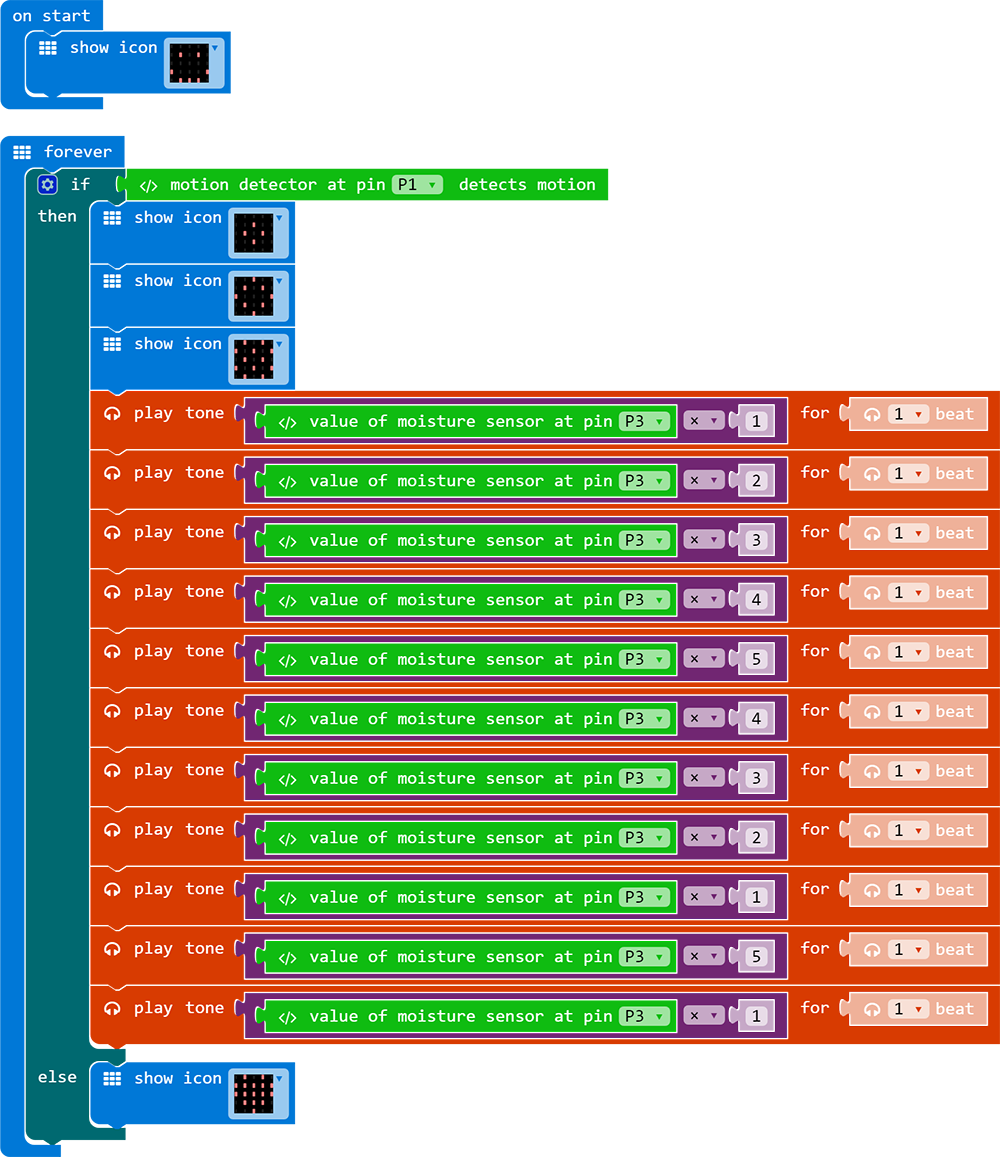 on start
show icon
forever
if </> motion detector at pin P1 detects motion
then show icon
show icon
show icon
play tone </> value of moisture sensor at pin P3 × 1 for 1 beat
play tone </> value of moisture sensor at pin P3 × 2 for 1 beat
play tone </> value of moisture sensor at pin P3 × 3 for 1 beat
play tone </> value of moisture sensor at pin P3 × 4 for 1 beat
play tone </> value of moisture sensor at pin P3 × 5 for 1 beat
play tone </> value of moisture sensor at pin P3 × 4 for 1 beat
play tone </> value of moisture sensor at pin P3 × 3 for 1 beat
play tone </> value of moisture sensor at pin P3 × 2 for 1 beat
play tone </> value of moisture sensor at pin P3 × 1 for 1 beat
play tone </> value of moisture sensor at pin P3 × 5 for 1 beat
play tone </> value of moisture sensor at pin P3 × 1 for 1 beat
else show icon